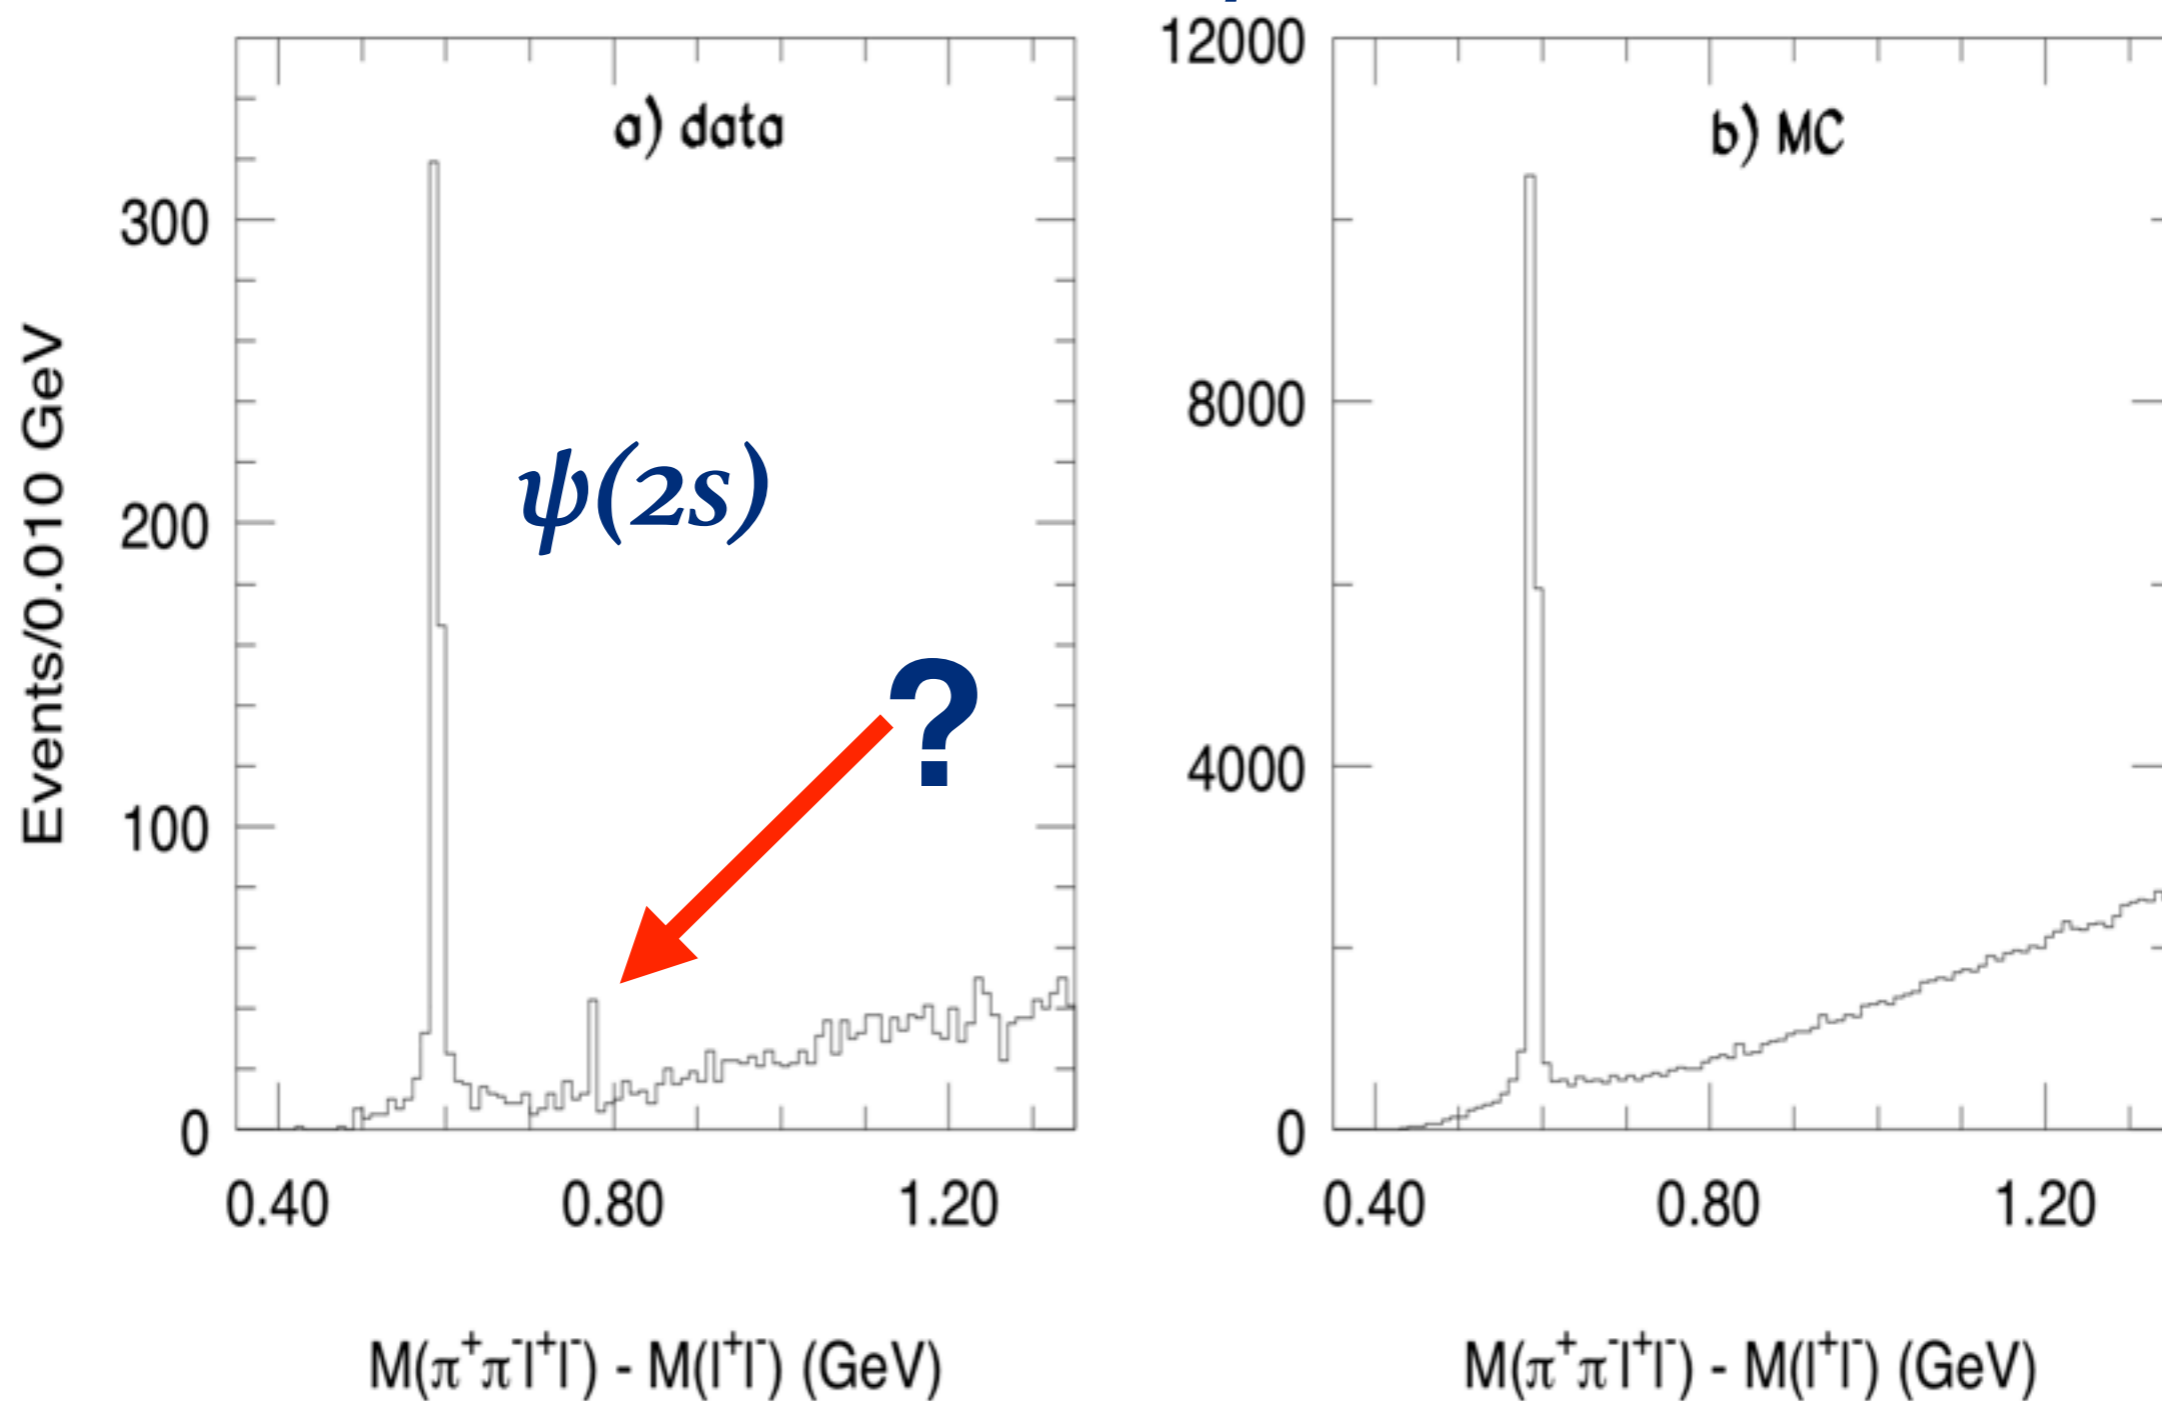 a) data
300
200
100
0
Events/0.010 GeV
ψ(2s)
?
0.40 0.80 1.20
M(π⁺π⁻l⁺l⁻) - M(l⁺l⁻) (GeV)
12000
b) MC
8000
4000
0
0.40 0.80 1.20
M(π⁺π⁻l⁺l⁻) - M(l⁺l⁻) (GeV)